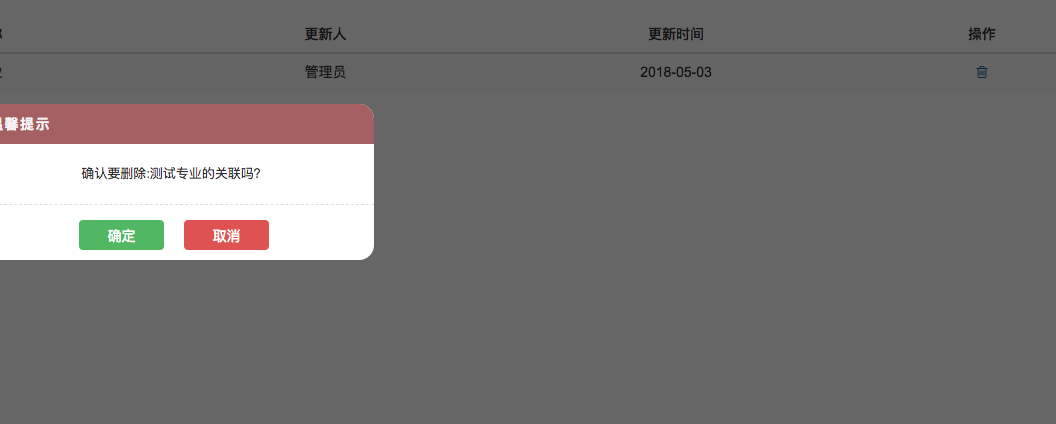 更新人 更新时间 操作
管理员 2018-05-03
馨提示
确认要删除:测试专业的关联吗?
确定 取消